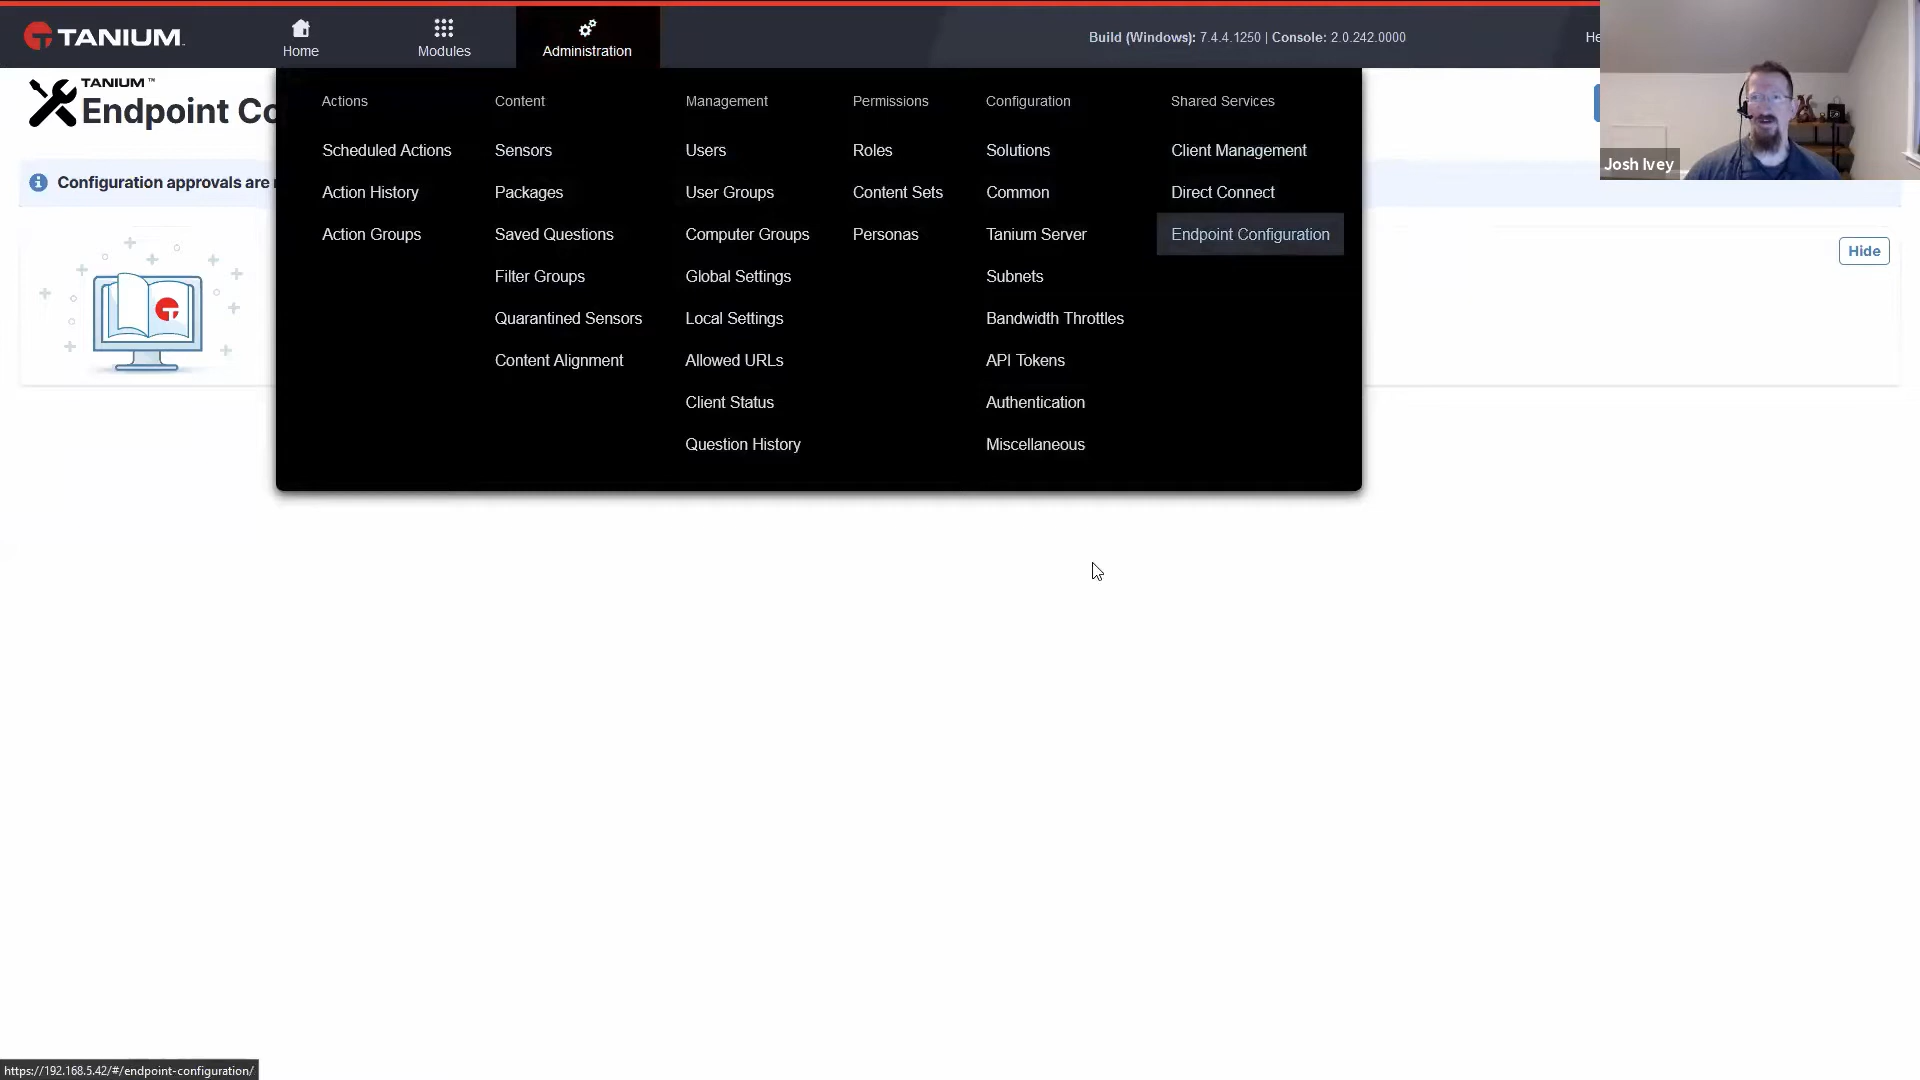 TANIUM
Home
Modules
Administration
Build (Windows): 7.4.4.1250 | Console: 2.0.242.0000
He
Josh Ivey
TANIUM™
Endpoint Co
Configuration approvals are
Hide
Actions
Scheduled Actions
Action History
Action Groups
Content
Sensors
Packages
Saved Questions
Filter Groups
Quarantined Sensors
Content Alignment
Management
Users
User Groups
Computer Groups
Global Settings
Local Settings
Allowed URLs
Client Status
Question History
Permissions
Roles
Content Sets
Personas
Configuration
Solutions
Common
Tanium Server
Subnets
Bandwidth Throttles
API Tokens
Authentication
Miscellaneous
Shared Services
Client Management
Direct Connect
Endpoint Configuration
https://192.168.5.42/#/endpoint-configuration/